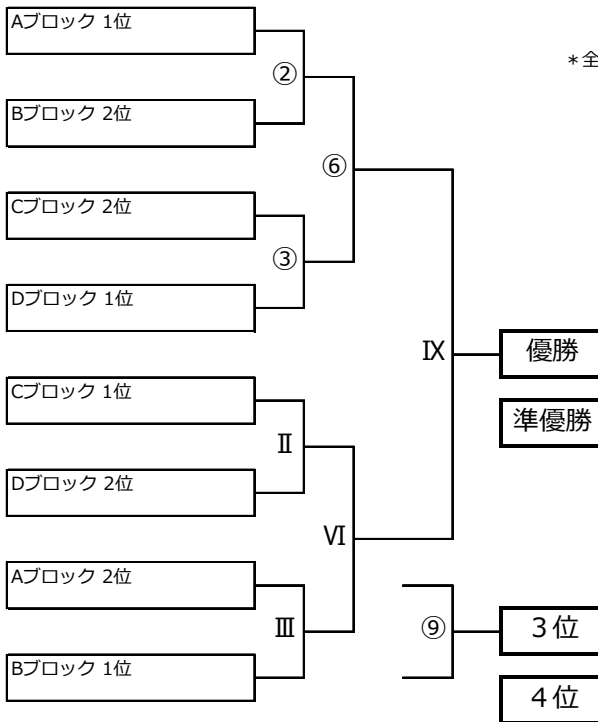 Aブロック 1位
＊全
②
Bブロック 2位
⑥
Cブロック 2位
③
Dブロック 1位
Ⅸ
優勝
Cブロック 1位
準優勝
Ⅱ
Dブロック 2位
Ⅵ
Aブロック 2位
Ⅲ
⑨
３位
Bブロック 1位
４位